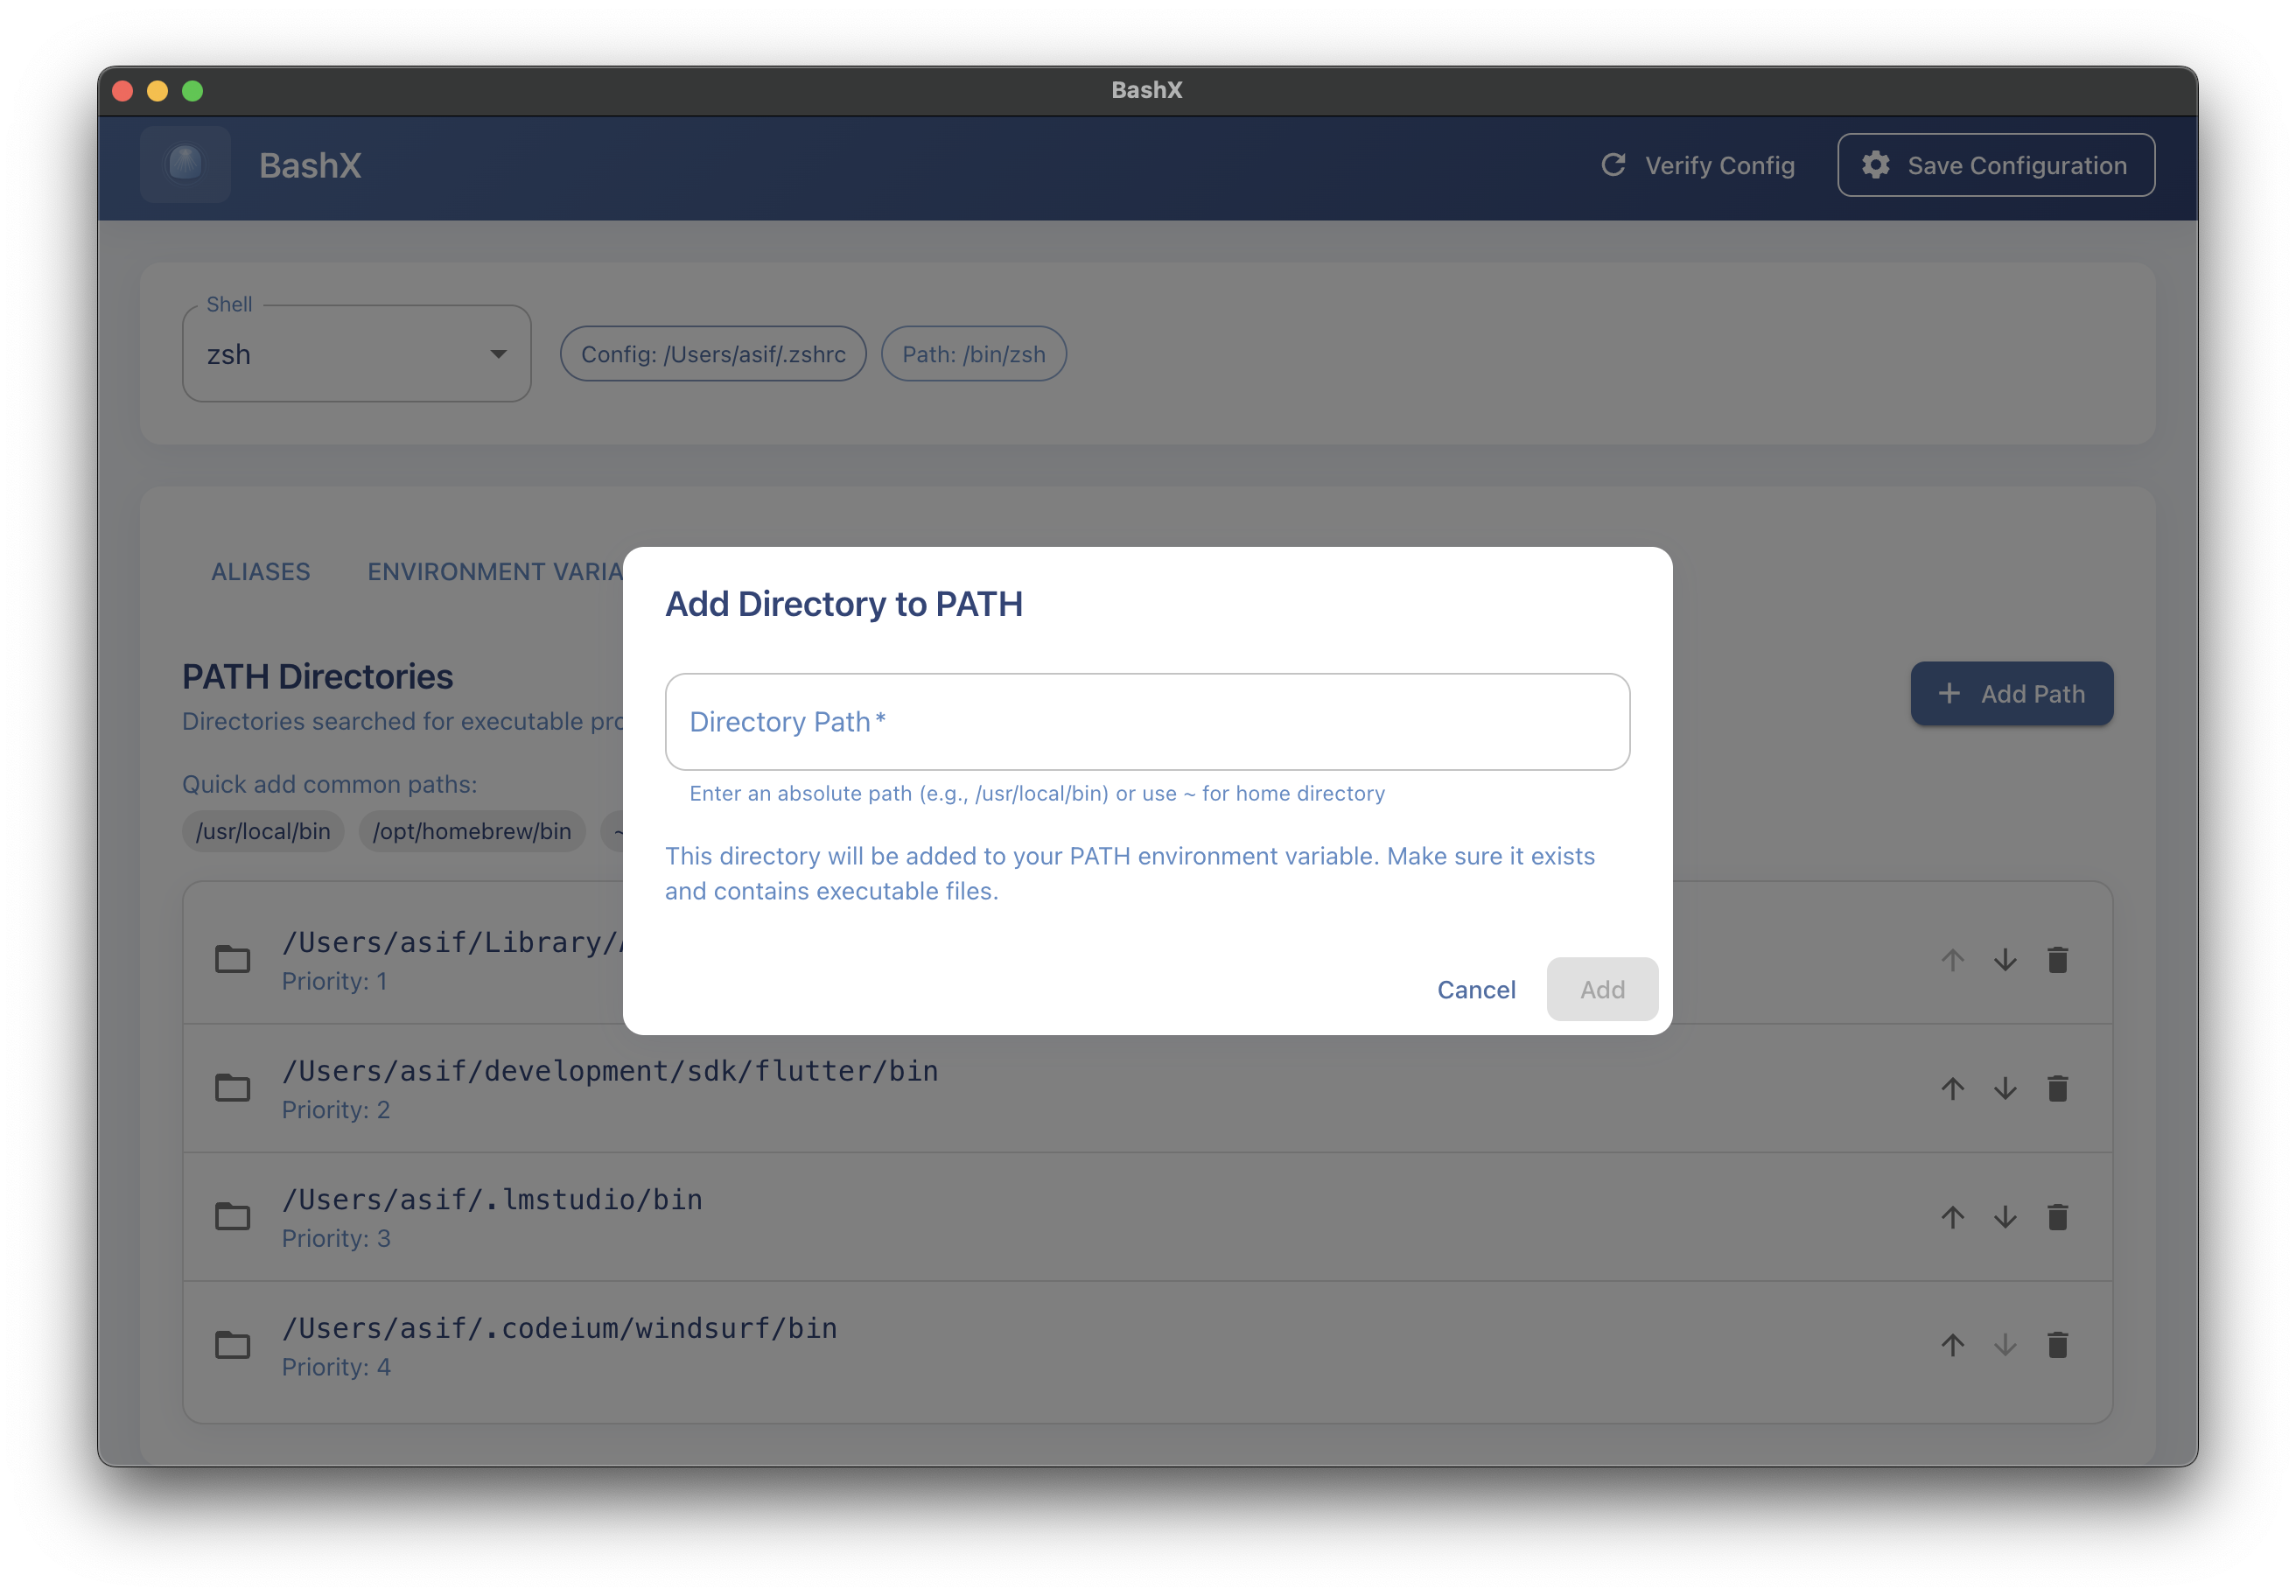 BashX
BashX
Verify Config
Save Configuration
Shell
zsh
Config: /Users/asif/.zshrc
Path: /bin/zsh
ALIASES
ENVIRONMENT
Add Directory to PATH
PATH Directories
Directories searched for executable
Add Path
Directory Path*
Enter an absolute path (e.g., /usr/local/bin) or use ~ for home directory
Quick add common paths:
/usr/local/bin
/opt/homebrew/bin
~
This directory will be added to your PATH environment variable. Make sure it exists
and contains executable files.
/Users/asif/Library/
Priority: 1
Cancel
Add
/Users/asif/development/sdk/flutter/bin
Priority: 2
/Users/asif/.lmstudio/bin
Priority: 3
/Users/asif/.codeium/windsurf/bin
Priority: 4